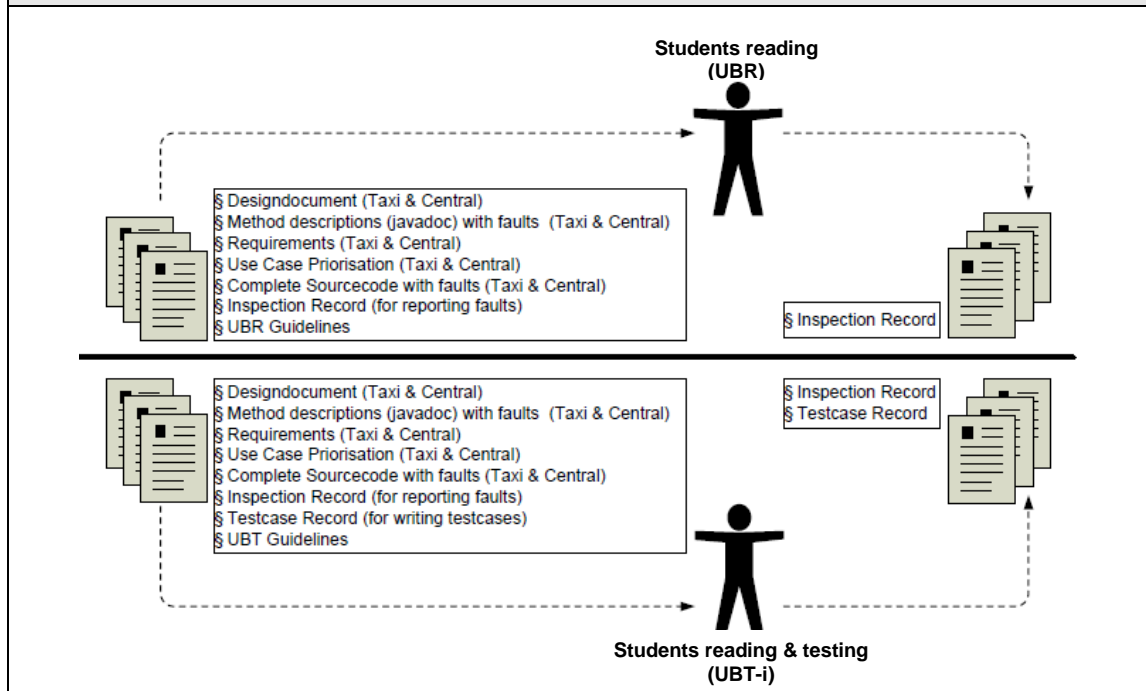 Students reading
(UBR)
§ Designdocument (Taxi & Central)
§ Method descriptions (javadoc) with faults (Taxi & Central)
§ Requirements (Taxi & Central)
§ Use Case Priorisation (Taxi & Central)
§ Complete Sourcecode with faults (Taxi & Central)
§ Inspection Record (for reporting faults)
§ UBR Guidelines
§ Inspection Record
§ Designdocument (Taxi & Central)
§ Method descriptions (javadoc) with faults (Taxi & Central)
§ Requirements (Taxi & Central)
§ Use Case Priorisation (Taxi & Central)
§ Complete Sourcecode with faults (Taxi & Central)
§ Inspection Record (for reporting faults)
§ Testcase Record (for writing testcases)
§ UBT Guidelines
§ Inspection Record
§ Testcase Record
Students reading & testing
(UBT-i)